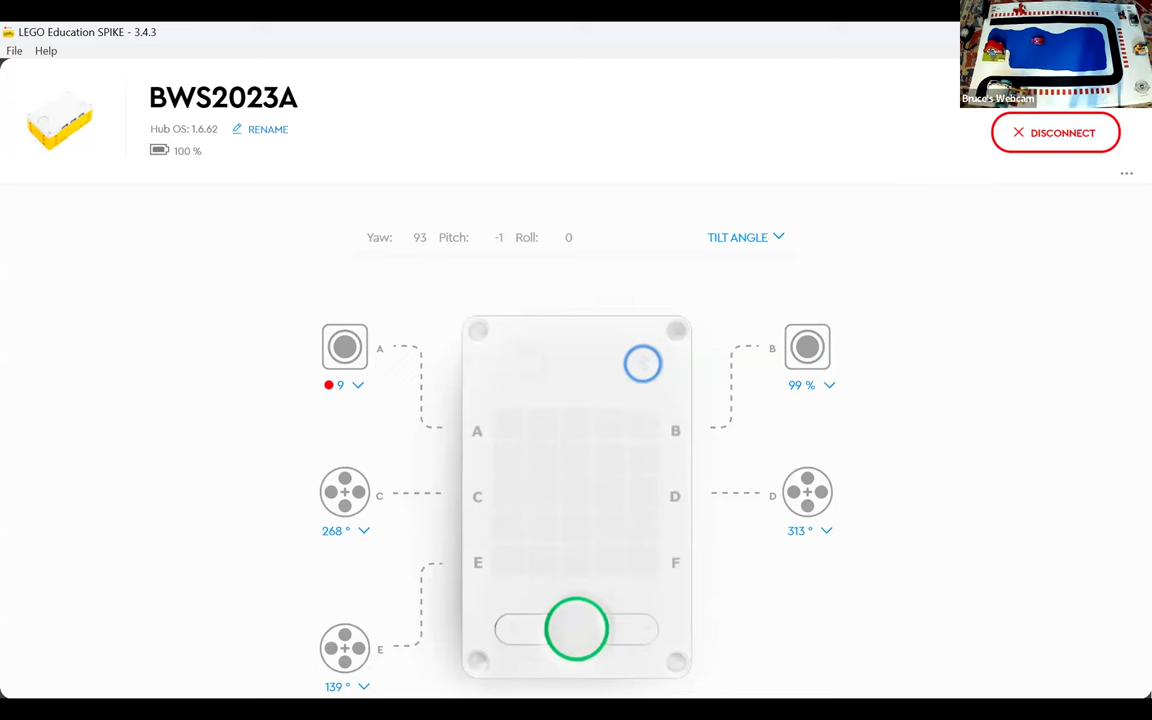 LEGO Education SPIKE - 3.4.3
File Help
BWS2023A
Hub OS: 1.6.62 RENAME
100 %
Bruce's Webcam
DISCONNECT
...
Yaw: 93 Pitch: -1 Roll: 0 TILT ANGLE
A
9
B
99 %
A B
C
268 °
C D
D
313 °
E F
E
139 °